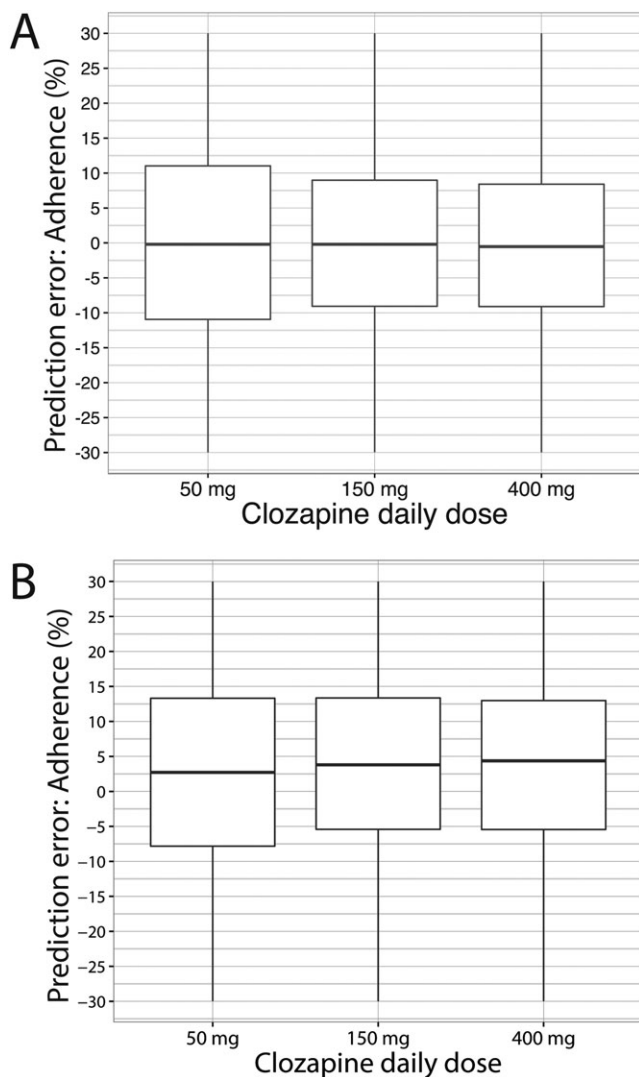 A
Prediction error: Adherence (%)
30
25
20
15
10
5
0
-5
-10
-15
-20
-25
-30
50 mg
150 mg
400 mg
Clozapine daily dose
B
Prediction error: Adherence (%)
30
25
20
15
10
5
0
−5
−10
−15
−20
−25
−30
50 mg
150 mg
400 mg
Clozapine daily dose